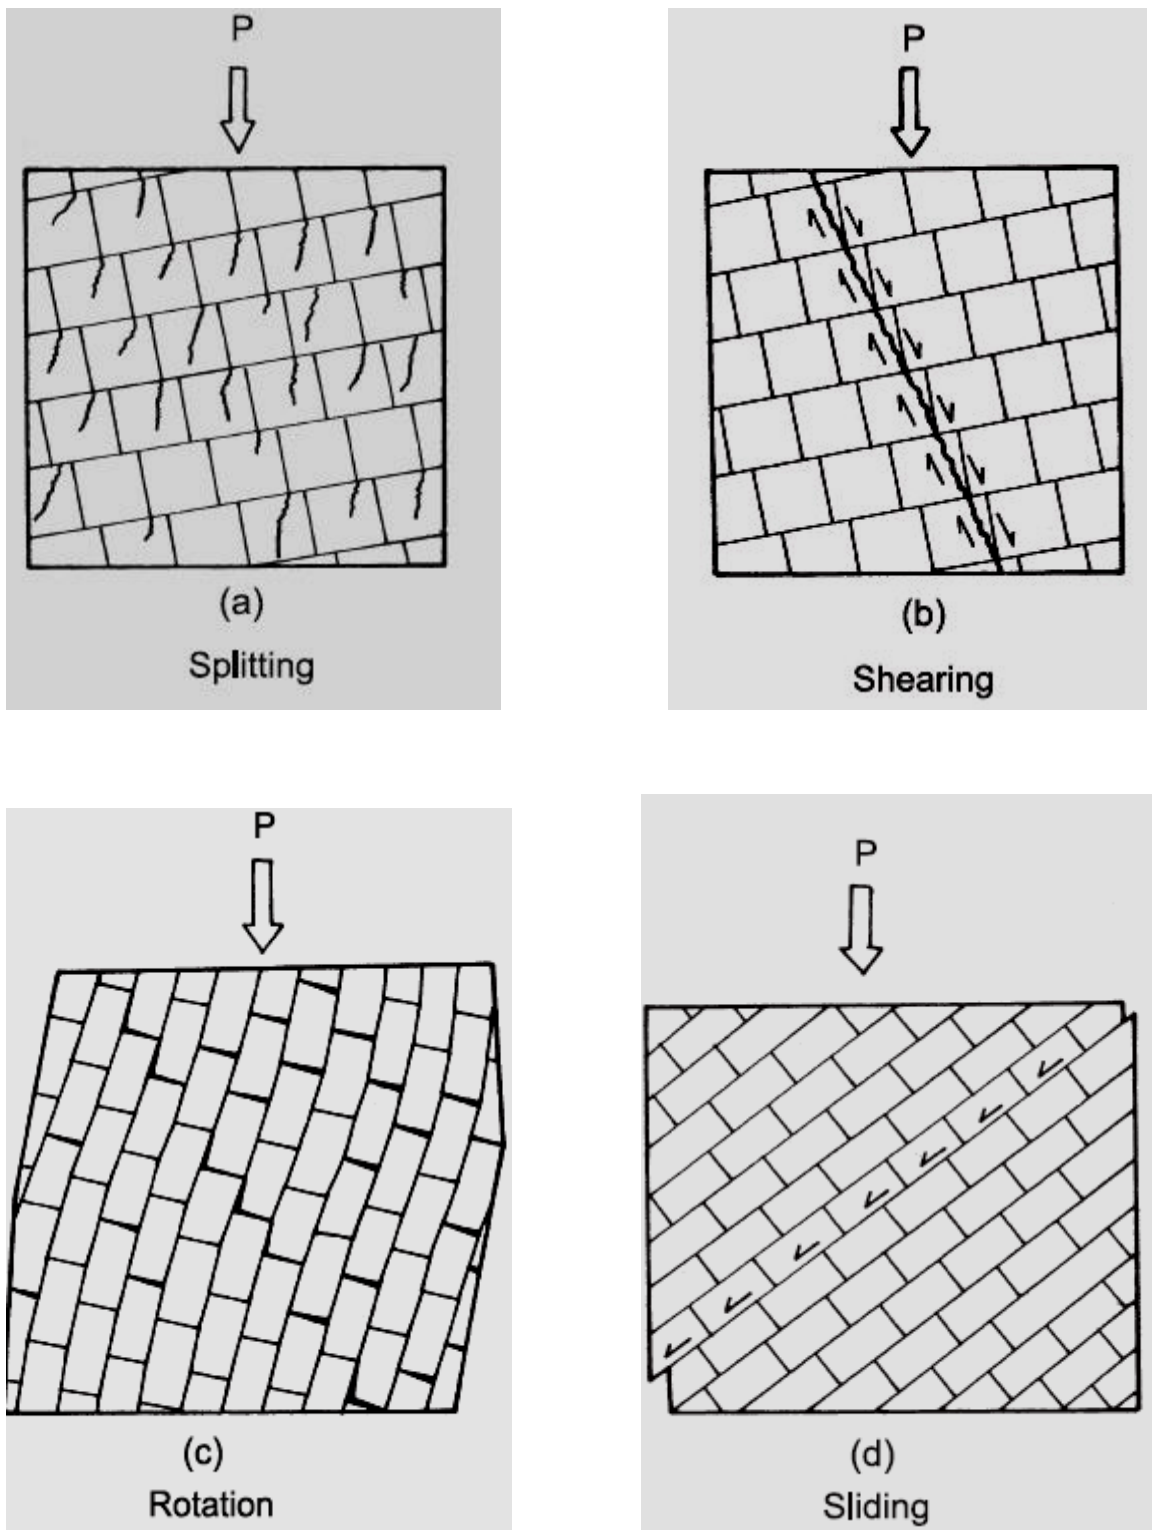 P
(a)
Splitting
P
(b)
Shearing
P
(c)
Rotation
P
(d)
Sliding